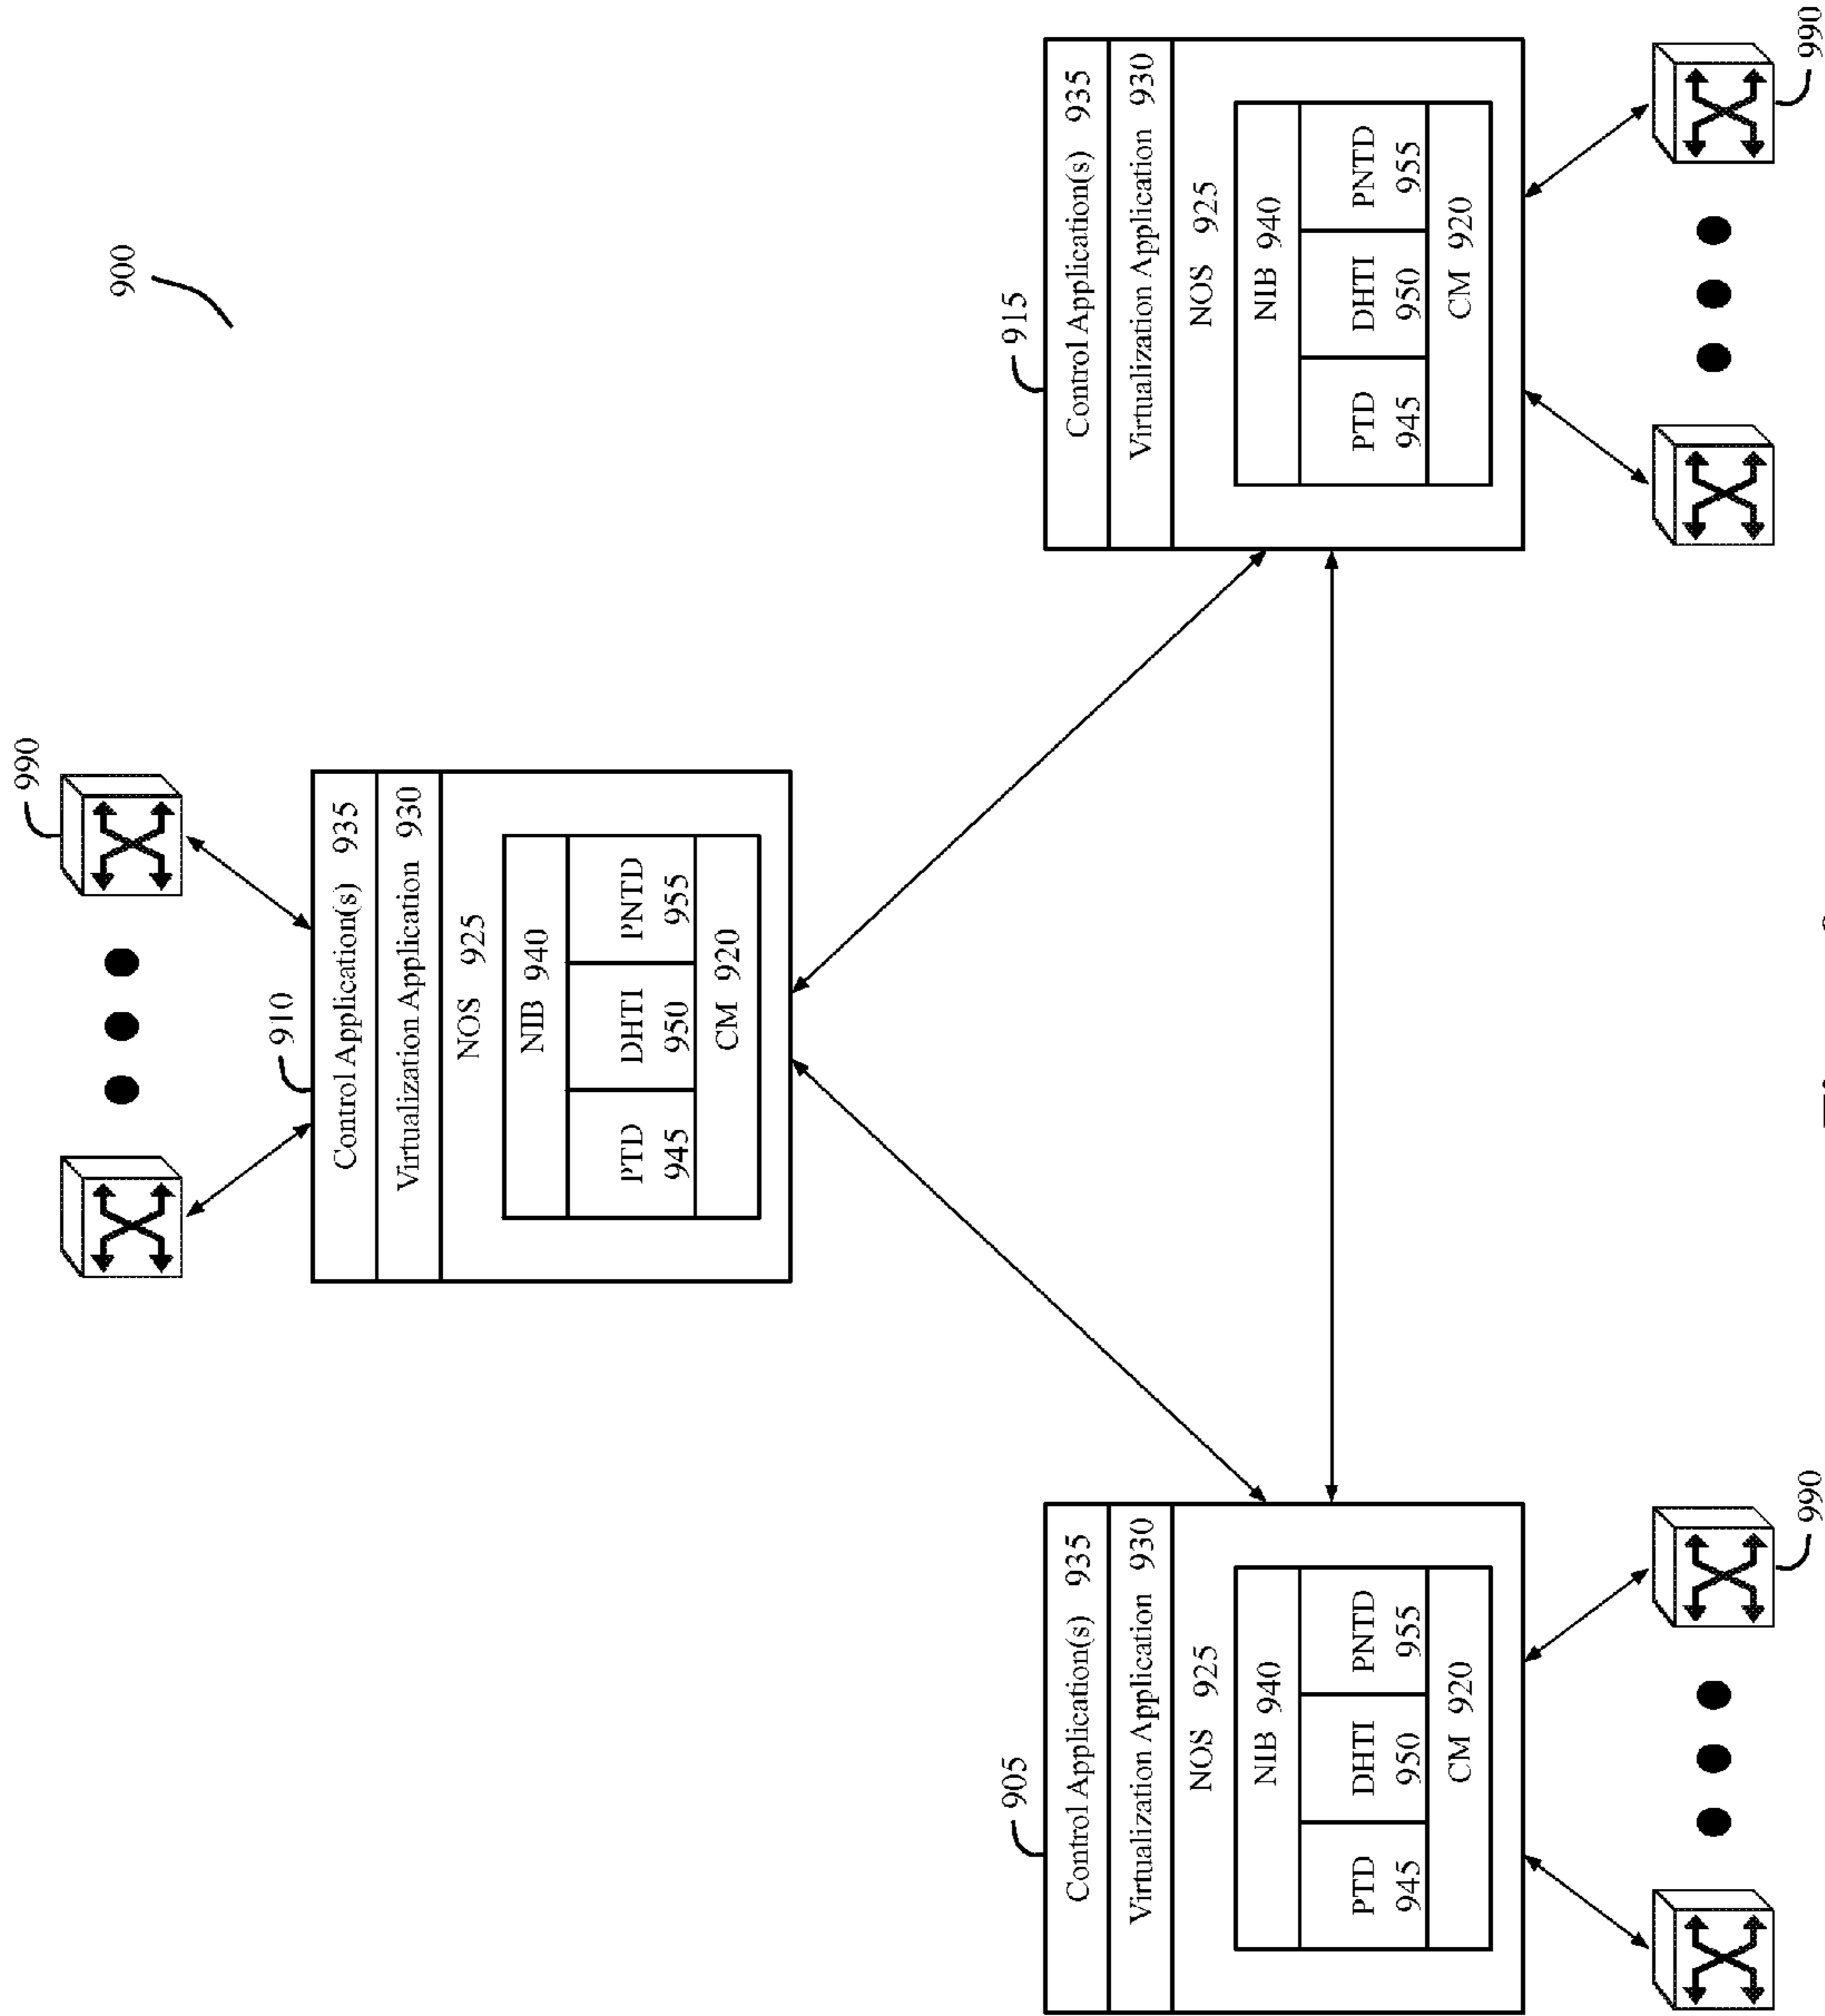 990
900
910
Control Application(s) 935
Virtualization Application 930
NOS 925
NIB 940
PTD 945
DHTI 950
PNTD 955
CM 920
905
Control Application(s) 935
Virtualization Application 930
NOS 925
NIB 940
PTD 945
DHTI 950
PNTD 955
CM 920
990
915
Control Application(s) 935
Virtualization Application 930
NOS 925
NIB 940
PTD 945
DHTI 950
PNTD 955
CM 920
990